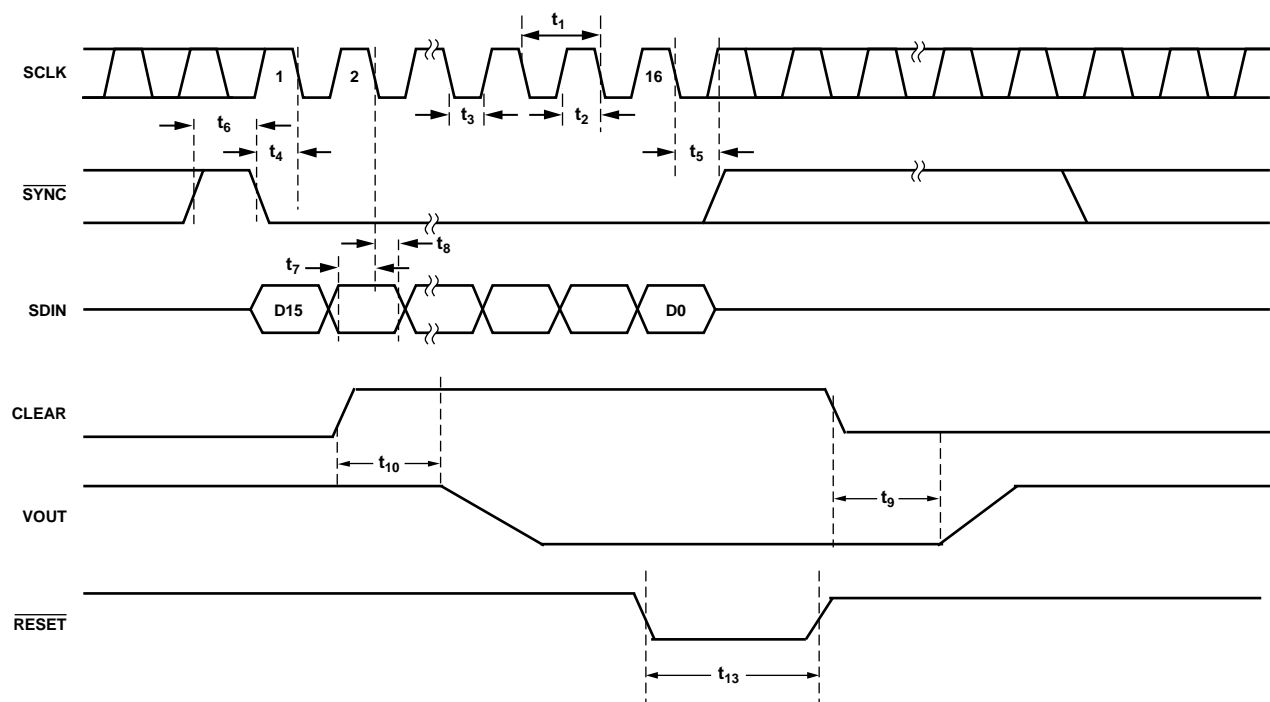 t1
SCLK
1
2
16
t6
t3
t2
t4
t5
SYNC
t8
t7
SDIN
D15
D0
CLEAR
t10
t9
VOUT
RESET
t13